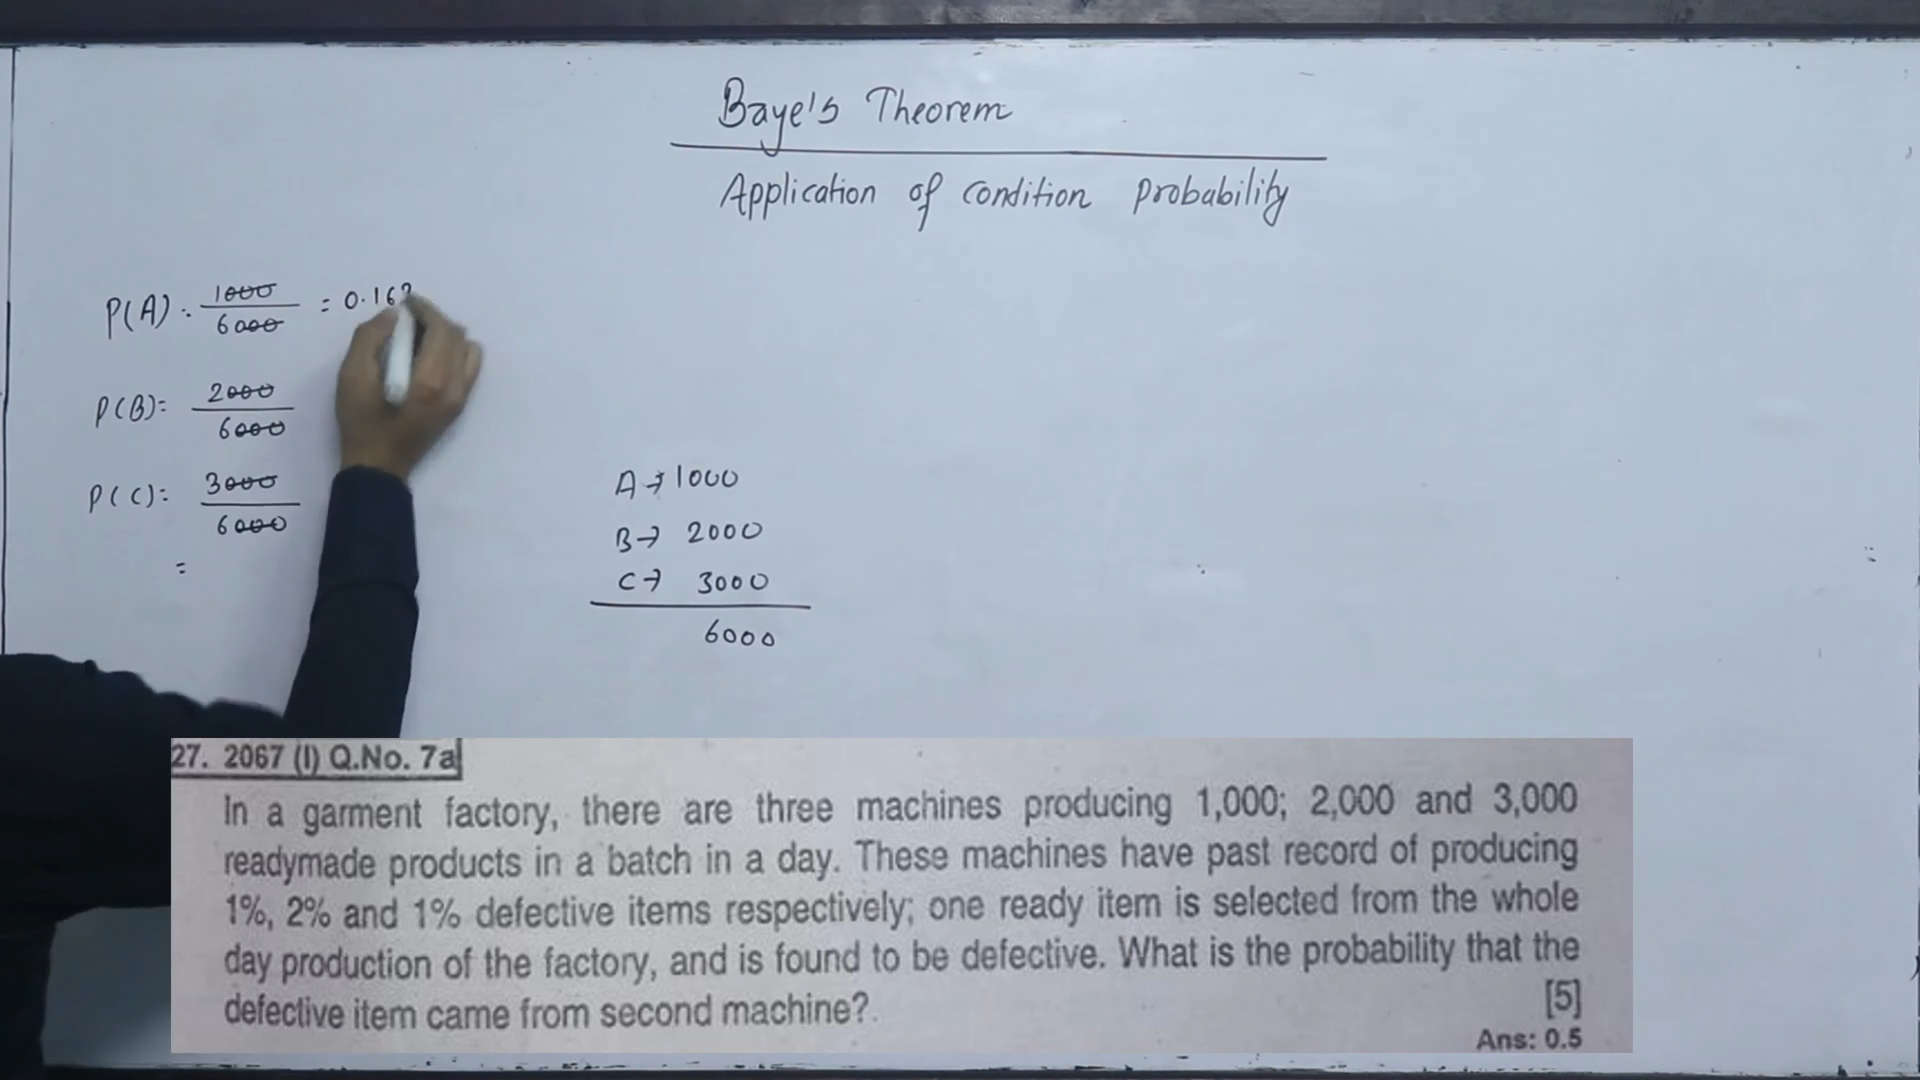 Baye's Theorem
Application of condition probability
P(A) = 1000/6000 = 0.16
P(B) = 2000/6000
P(C) = 3000/6000
=
A → 1000
B → 2000
C → 3000
6000
27. 2067 (I) Q.No. 7a
In a garment factory, there are three machines producing 1,000; 2,000 and 3,000
readymade products in a batch in a day. These machines have past record of producing
1%, 2% and 1% defective items respectively; one ready item is selected from the whole
day production of the factory, and is found to be defective. What is the probability that the
defective item came from second machine?
[5]
Ans: 0.5